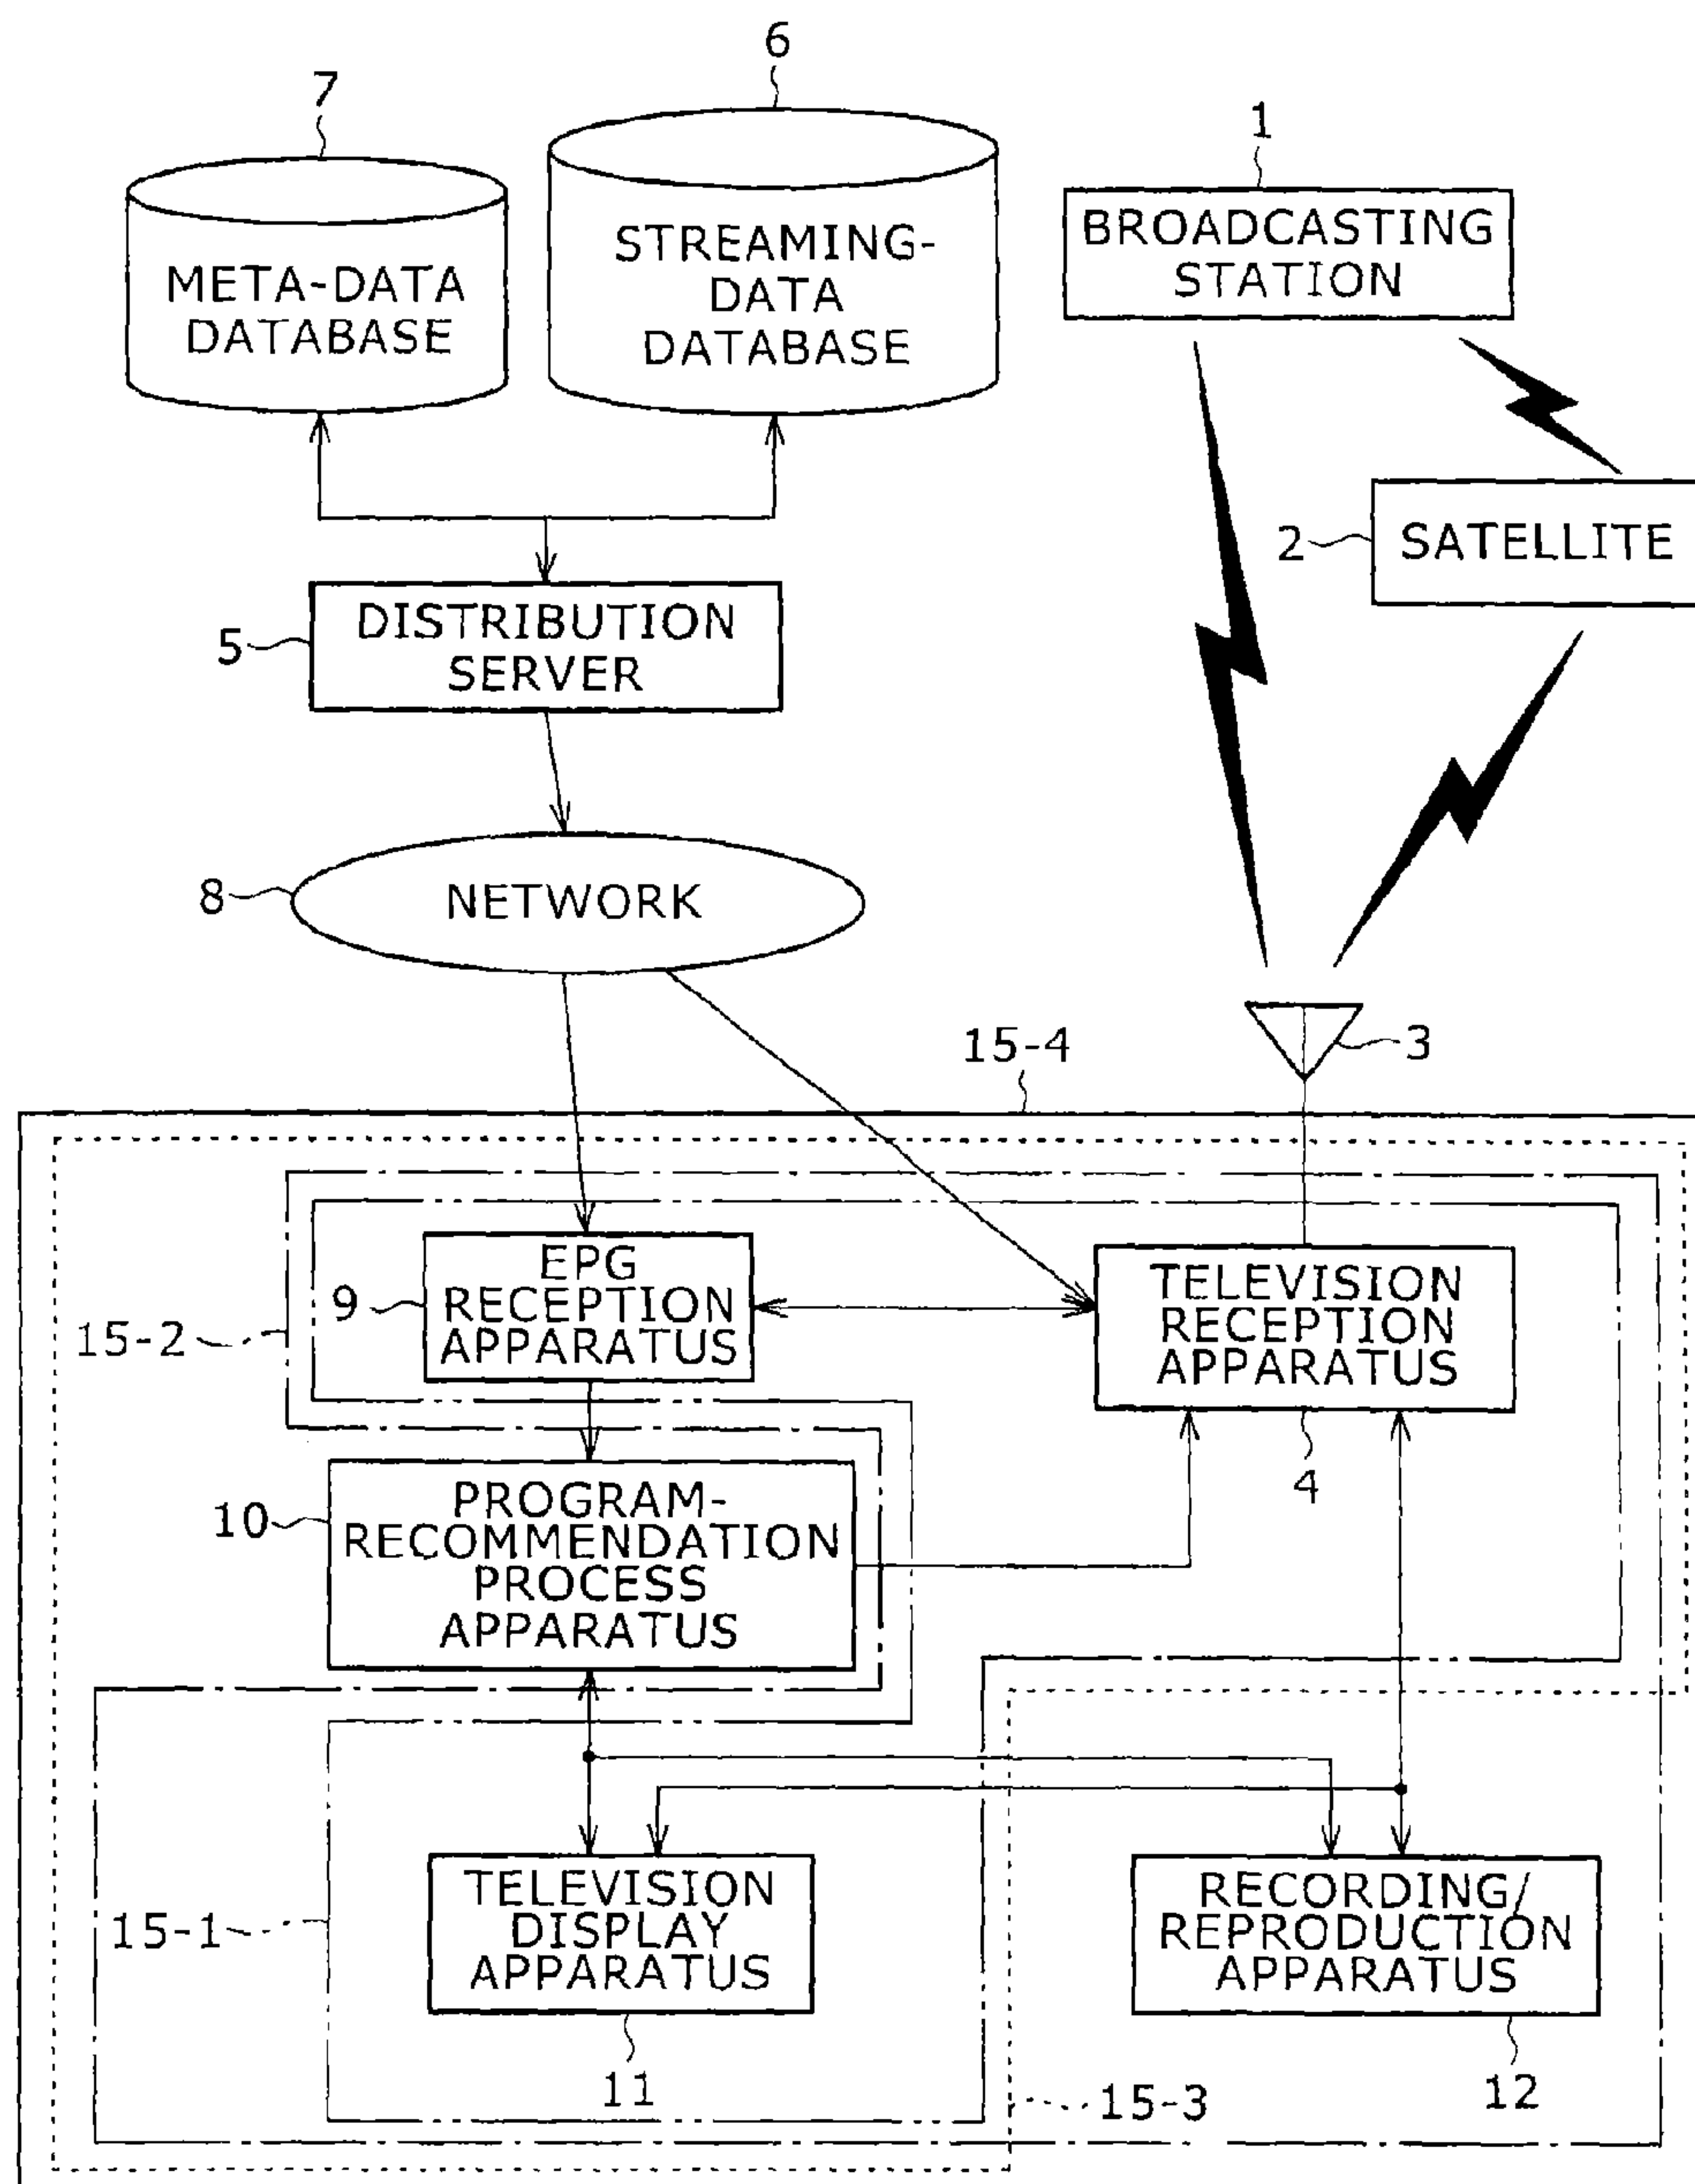 6
7
1
META-DATA
DATABASE
STREAMING-
DATA
DATABASE
BROADCASTING
STATION
2
SATELLITE
5
DISTRIBUTION
SERVER
8
NETWORK
15-4
3
9
EPG
RECEPTION
APPARATUS
15-2
TELEVISION
RECEPTION
APPARATUS
4
10
PROGRAM-
RECOMMENDATION
PROCESS
APPARATUS
15-1
TELEVISION
DISPLAY
APPARATUS
11
RECORDING/
REPRODUCTION
APPARATUS
12
15-3